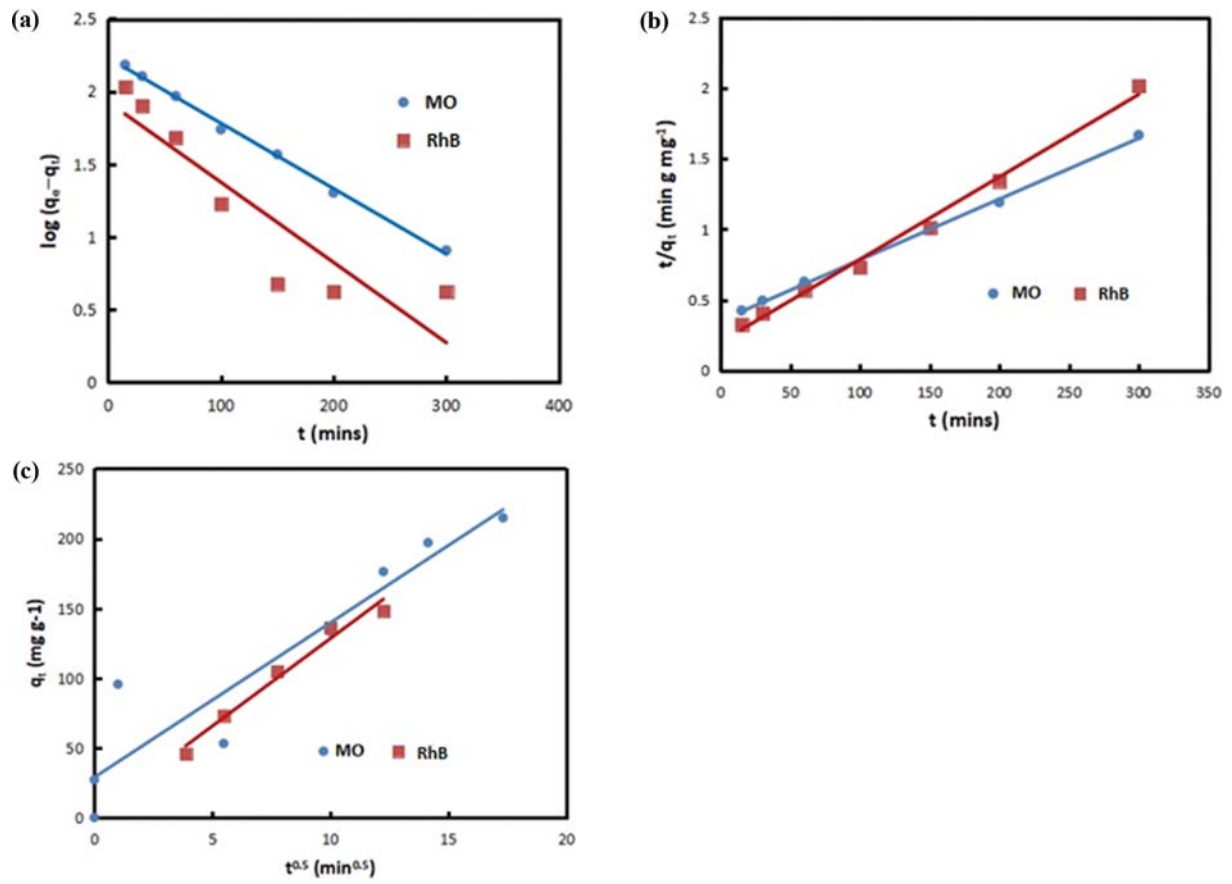 (a)
2.5
2
1.5
1
0.5
0
0
100
200
300
400
log (qe−qt)
t (mins)
MO
RhB
(b)
2.5
2
1.5
1
0.5
0
0
50
100
150
200
250
300
350
t/qt (min g mg-1)
t (mins)
MO
RhB
(c)
250
200
150
100
50
0
0
5
10
15
20
qt (mg g-1)
t0.5 (min0.5)
MO
RhB